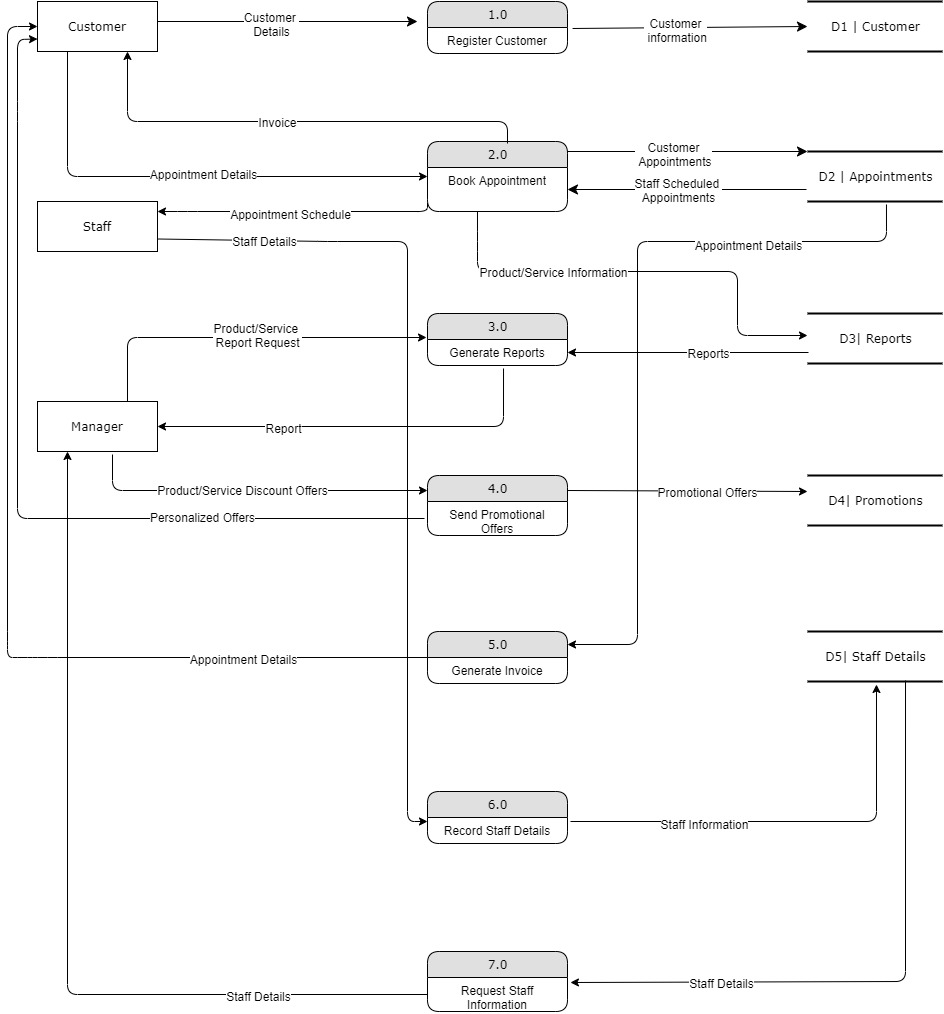 Customer
Customer
Details
1.0
Register Customer
Customer
information
D1 | Customer
Invoice
2.0
Book Appointment
Customer
Appointments
Appointment Details
Staff Scheduled
Appointments
D2 | Appointments
Staff
Appointment Schedule
Staff Details
Appointment Details
Product/Service Information
Product/Service
Report Request
3.0
Generate Reports
Reports
D3| Reports
Manager
Report
Product/Service Discount Offers
4.0
Send Promotional
Offers
Promotional Offers
D4| Promotions
Personalized Offers
5.0
Generate Invoice
Appointment Details
D5| Staff Details
6.0
Record Staff Details
Staff Information
7.0
Request Staff
Information
Staff Details
Staff Details